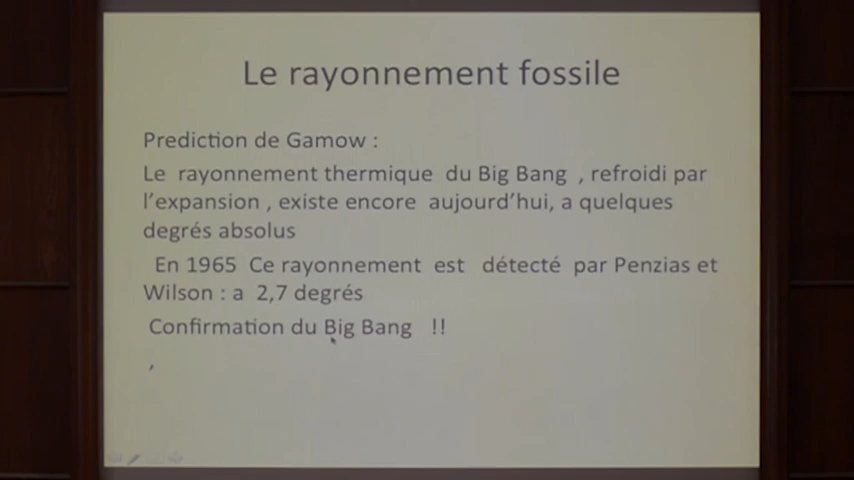 Le rayonnement fossile
Prediction de Gamow :
Le rayonnement thermique du Big Bang , refroidi par
l'expansion , existe encore aujourd'hui, a quelques
degrés absolus
En 1965 Ce rayonnement est détecté par Penzias et
Wilson : a 2,7 degrés
Confirmation du Big Bang !!
,